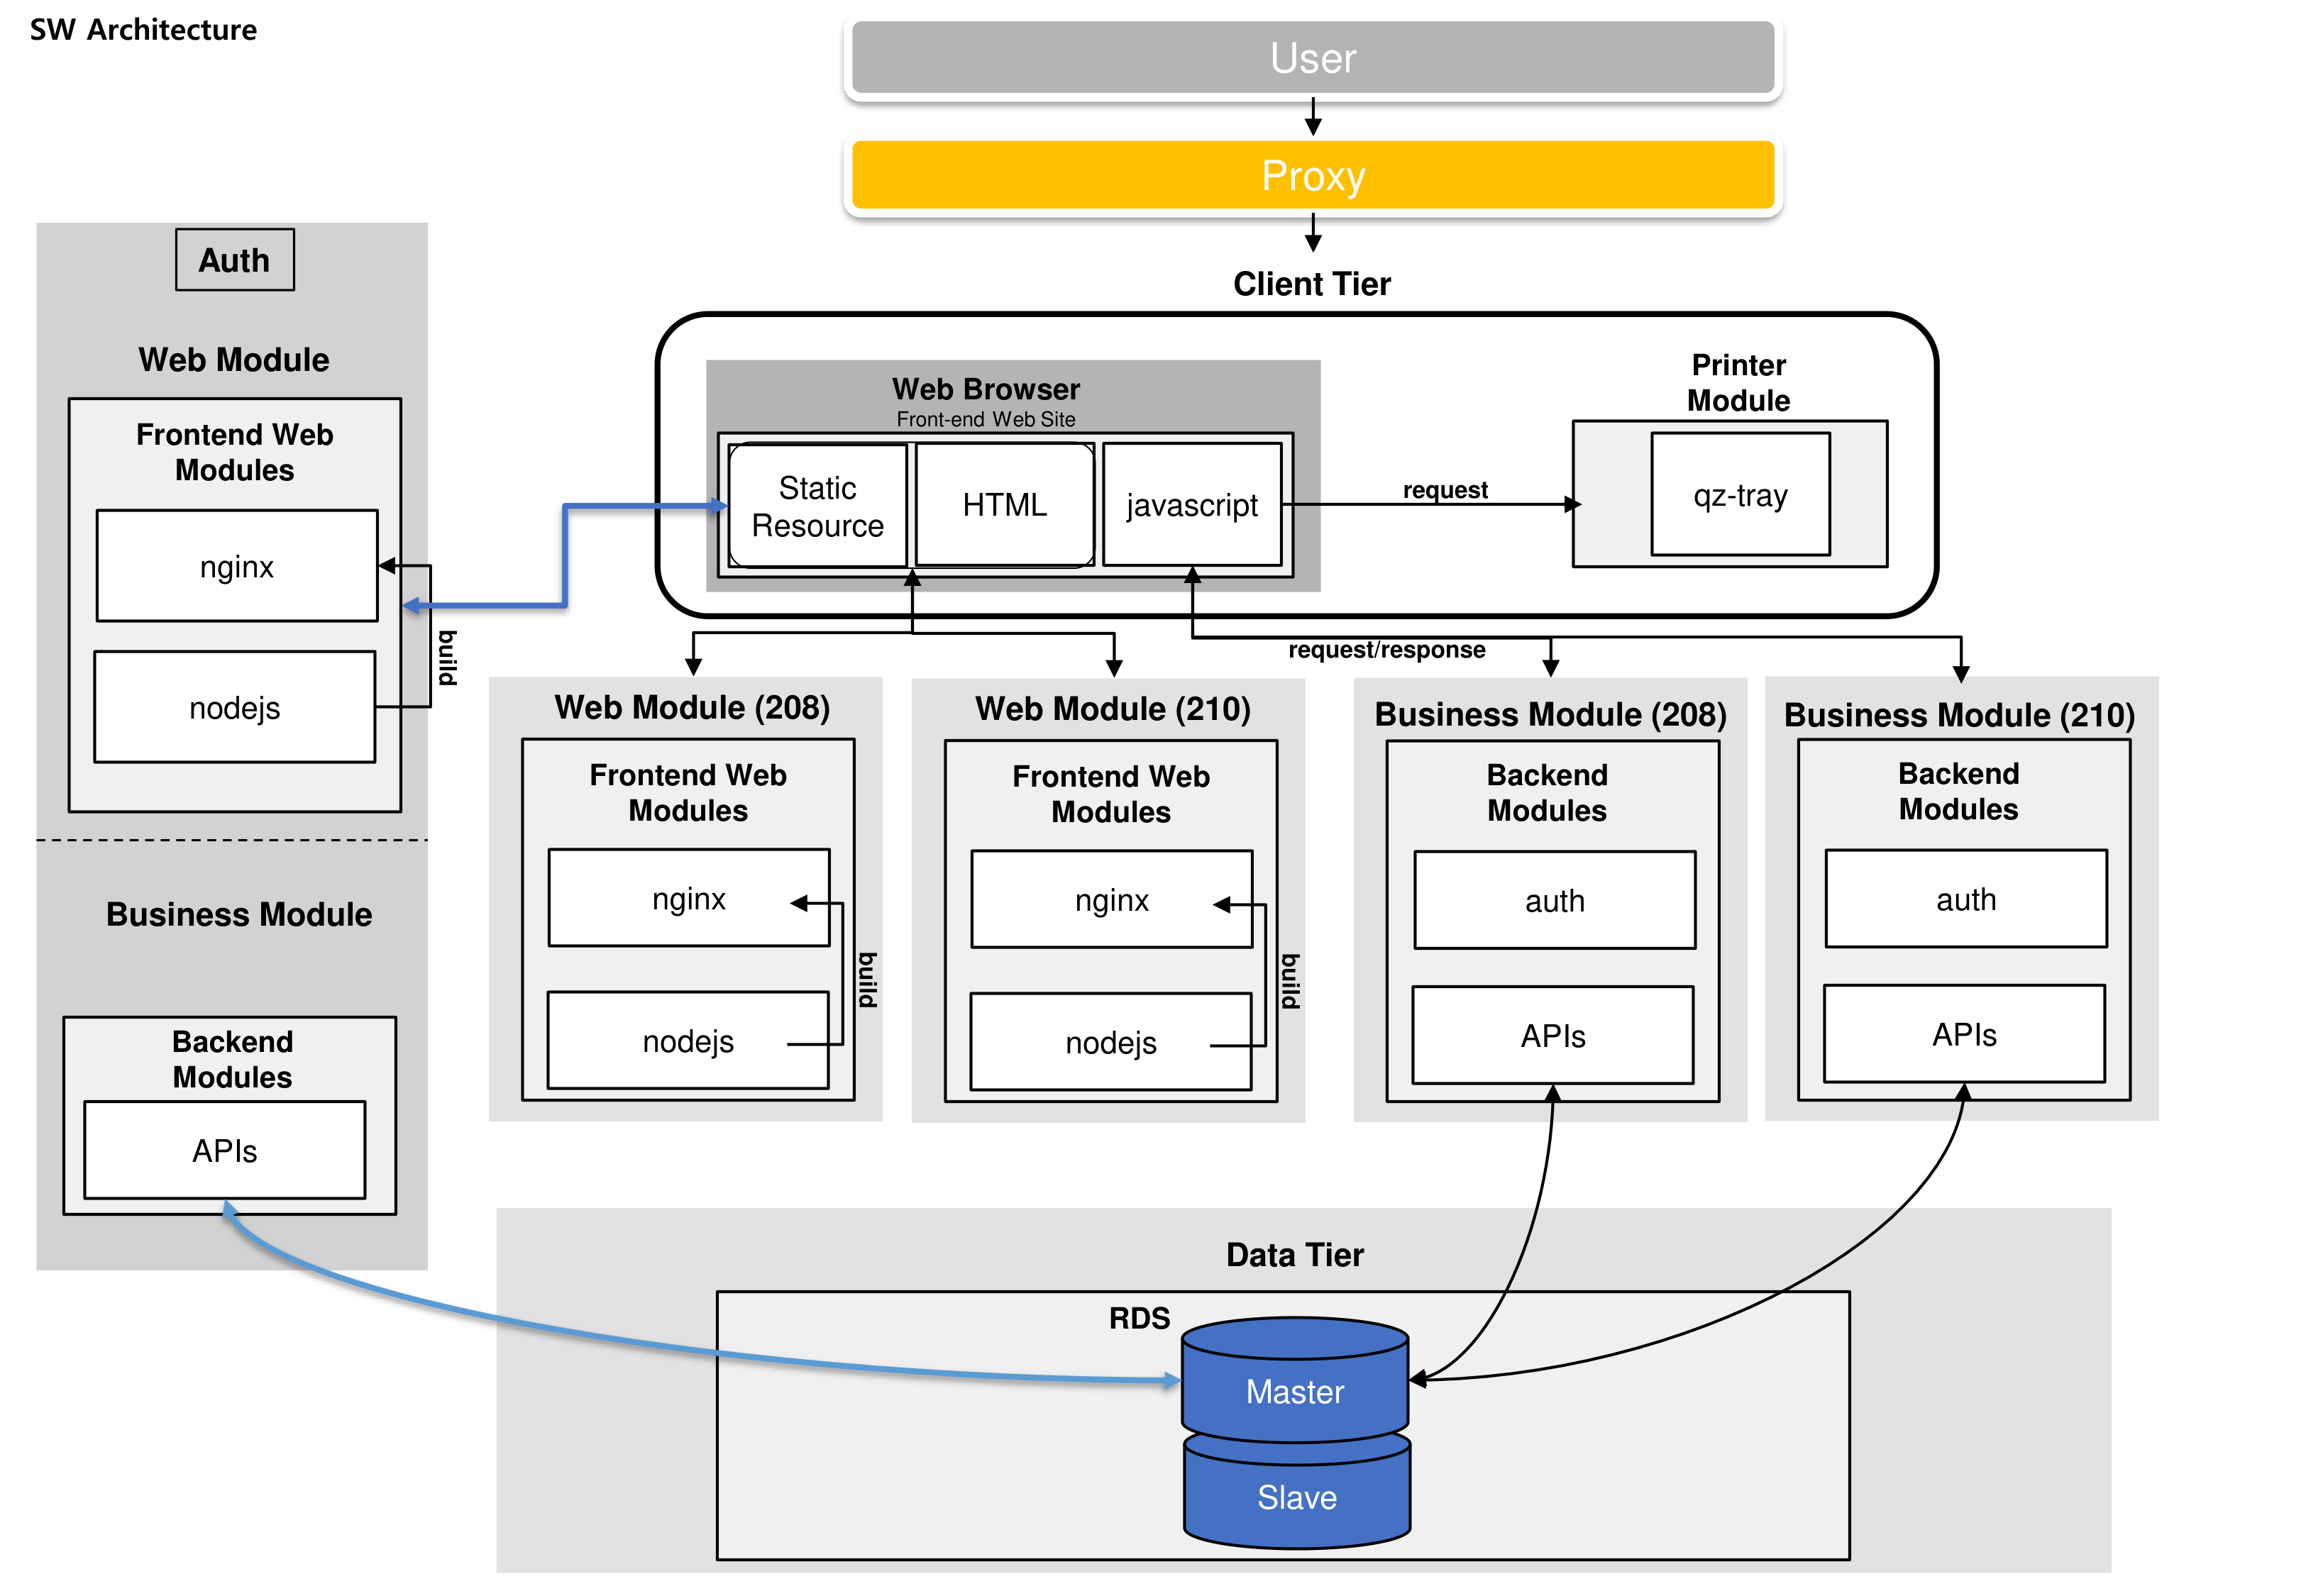 SW Architecture
User
Proxy
Client Tier
Auth
Web Module
Frontend Web
Modules
nginx
nodejs
build
Business Module
Backend
Modules
APIs
Web Browser
Front-end Web Site
Static
Resource
HTML
javascript
request
Printer
Module
qz-tray
request/response
Web Module (208)
Frontend Web
Modules
nginx
nodejs
build
Web Module (210)
Frontend Web
Modules
nginx
nodejs
build
Business Module (208)
Backend
Modules
auth
APIs
Business Module (210)
Backend
Modules
auth
APIs
Data Tier
RDS
Master
Slave